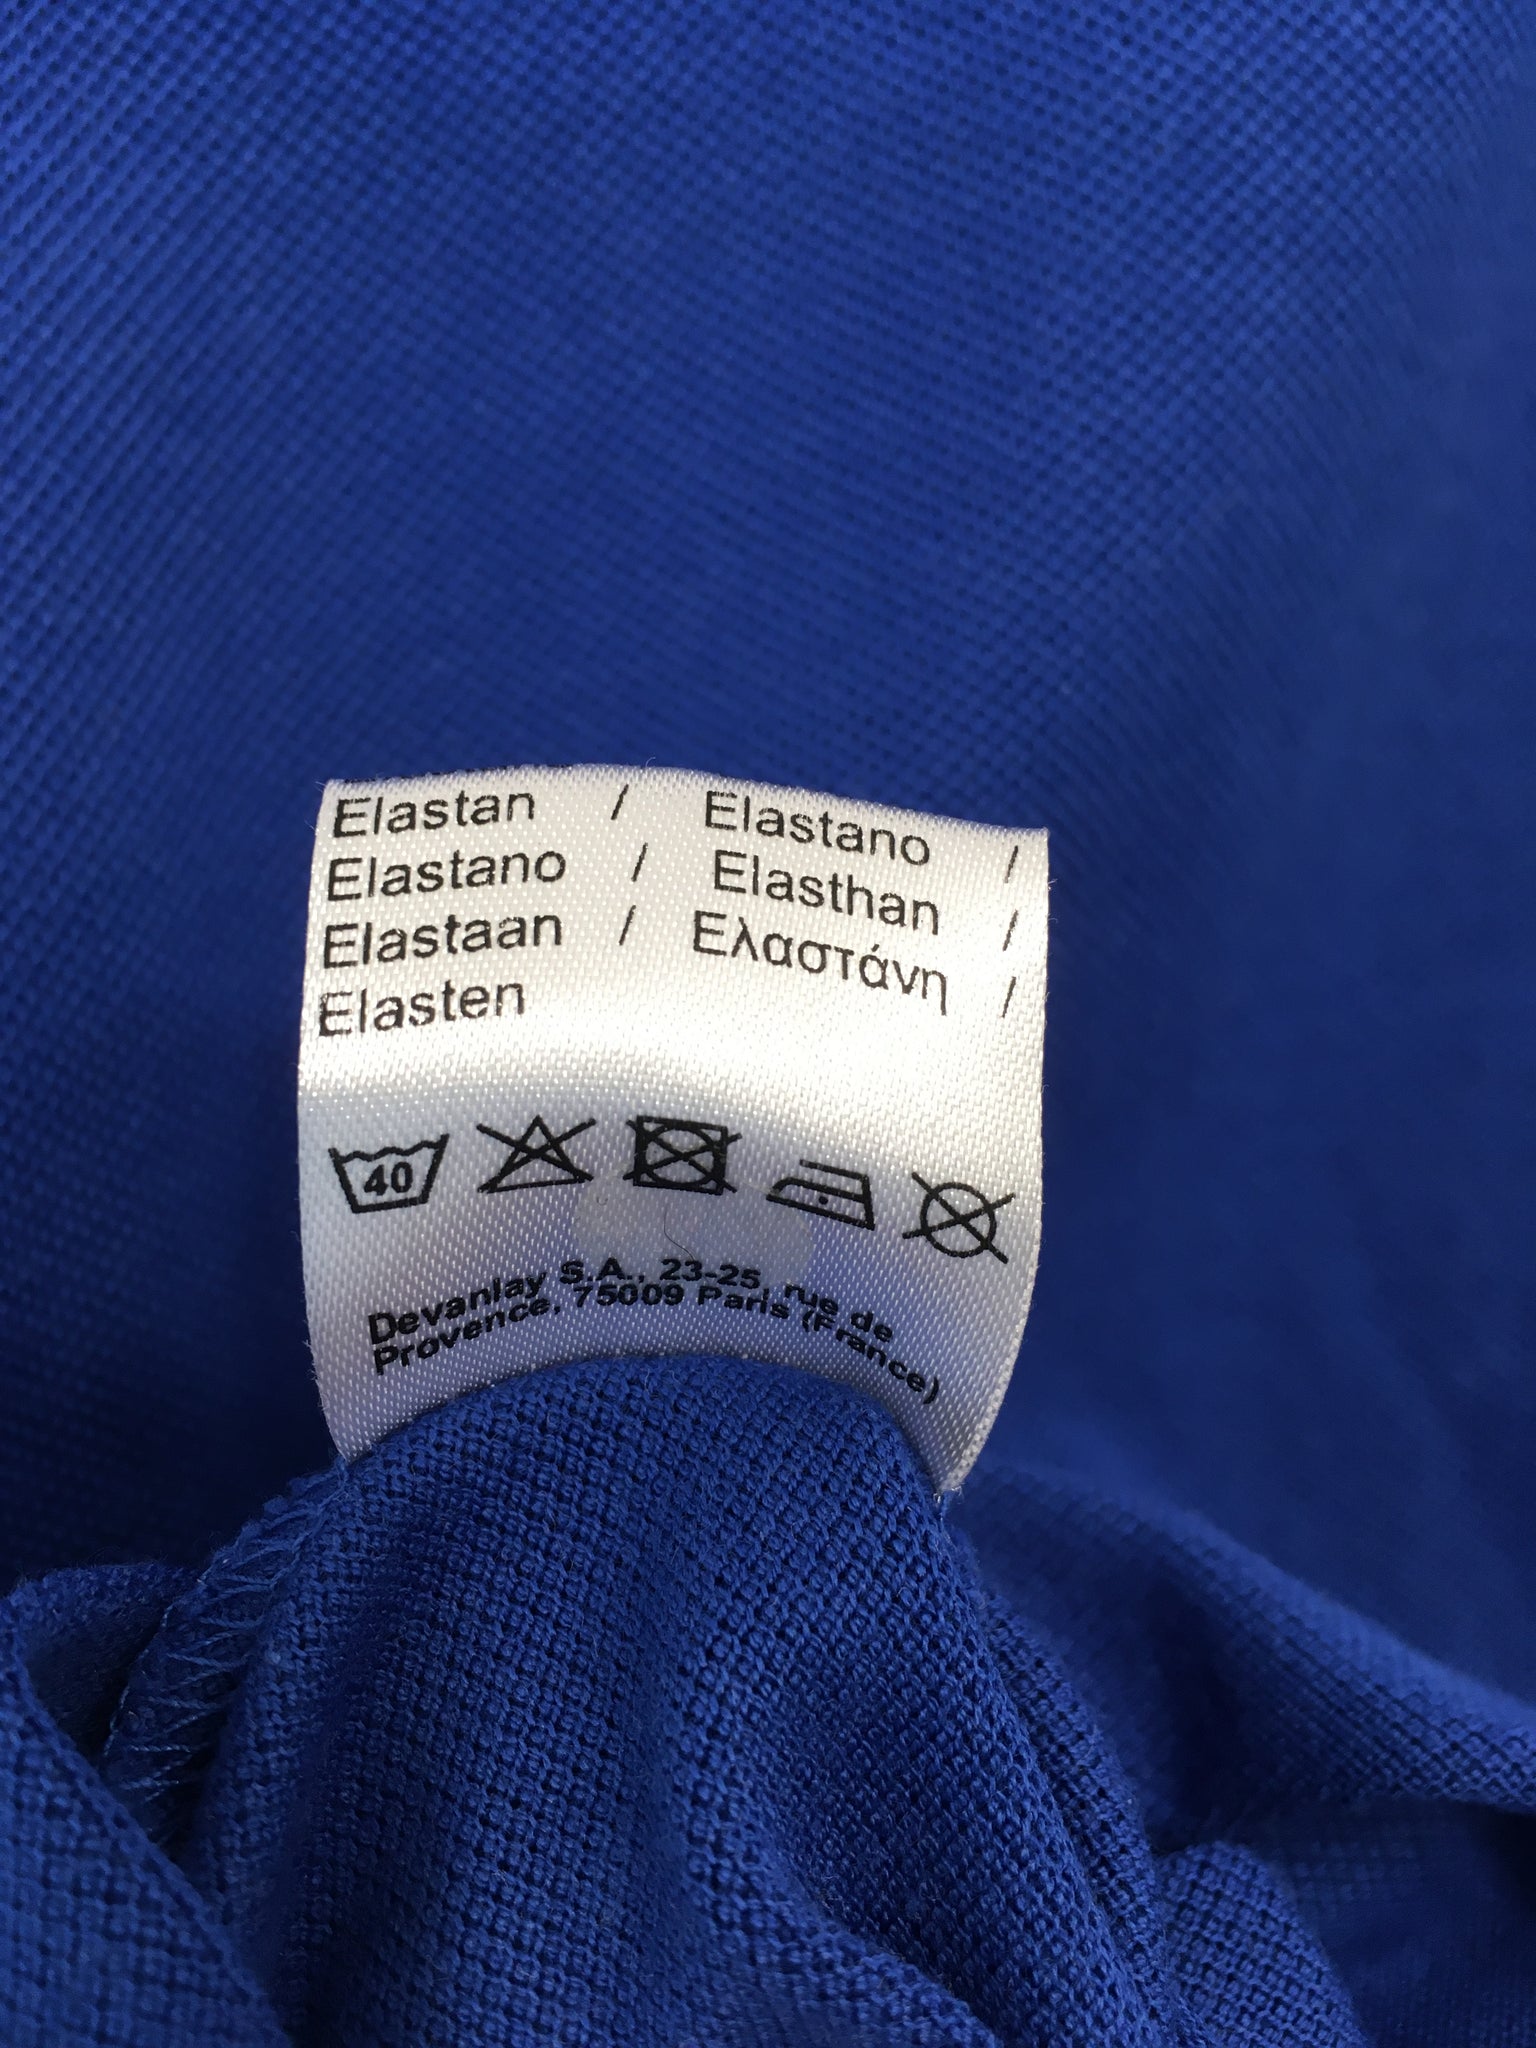 Elastan / Elastano /
Elastano / Elasthan /
Elastaan / Ελαστάνη /
Elasten
40
Devanlay S.A., 23-25, rue de
Provence, 75009 Paris (France)